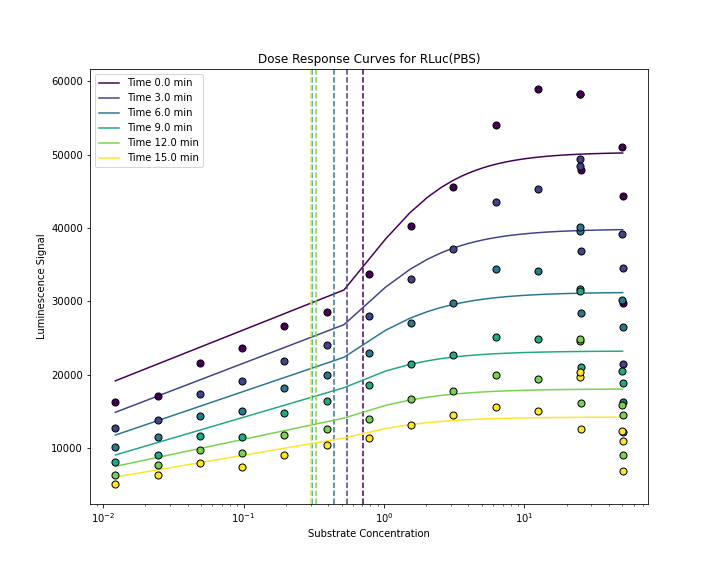 Dose Response Curves for RLuc(PBS)
60000
50000
40000
30000
20000
10000
Luminescence Signal
Time 0.0 min
Time 3.0 min
Time 6.0 min
Time 9.0 min
Time 12.0 min
Time 15.0 min
10⁻² 10⁻¹ 10⁰ 10¹
Substrate Concentration